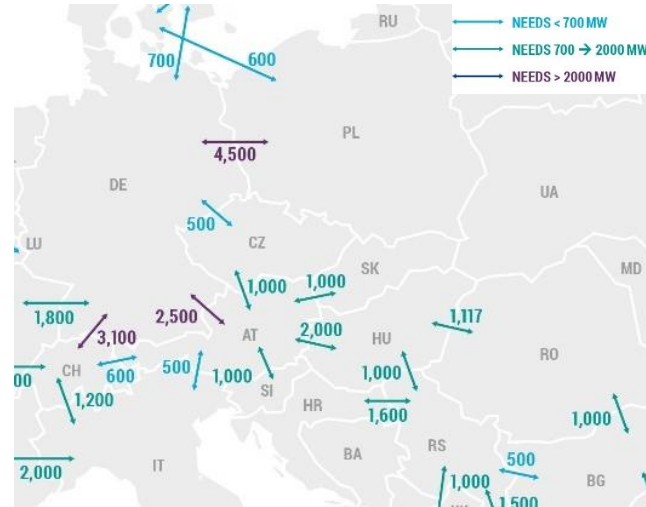 RU
NEEDS < 700 MW
NEEDS 700 → 2000 MW
NEEDS > 2000 MW
700
600
PL
4,500
DE
UA
500
CZ
LU
SK
MD
1,000
1,000
2,500
1,800
3,100
AT
2,000
HU
1,117
RO
CH
600
500
1,000
SI
1,000
00
1,200
HR
1,600
1,000
RS
BA
IT
2,000
500
BG
1,000
1,500